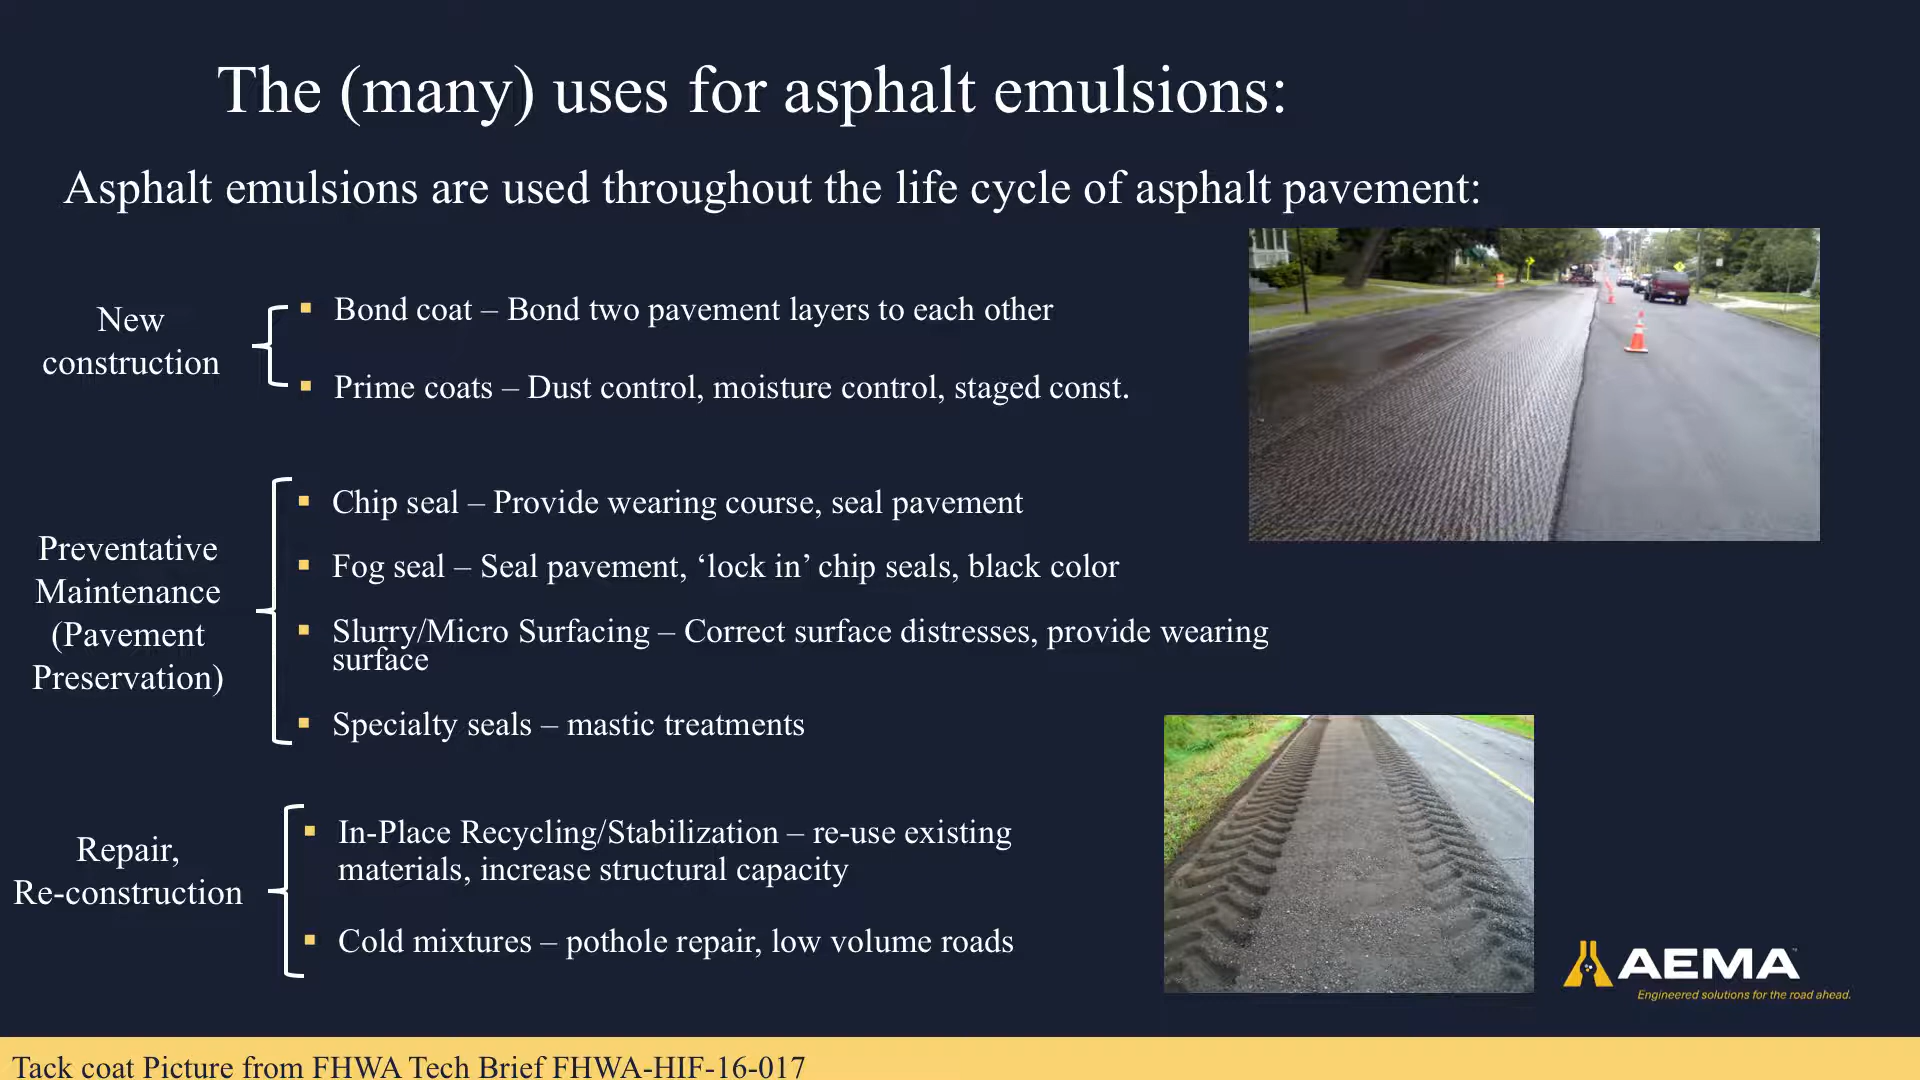 The (many) uses for asphalt emulsions:
Asphalt emulsions are used throughout the life cycle of asphalt pavement:
New
construction
Bond coat – Bond two pavement layers to each other
Prime coats – Dust control, moisture control, staged const.
Preventative
Maintenance
(Pavement
Preservation)
Chip seal – Provide wearing course, seal pavement
Fog seal – Seal pavement, ‘lock in’ chip seals, black color
Slurry/Micro Surfacing – Correct surface distresses, provide wearing
surface
Specialty seals – mastic treatments
Repair,
Re-construction
In-Place Recycling/Stabilization – re-use existing
materials, increase structural capacity
Cold mixtures – pothole repair, low volume roads
AEMA™
Engineered solutions for the road ahead.
Tack coat Picture from FHWA Tech Brief FHWA-HIF-16-017